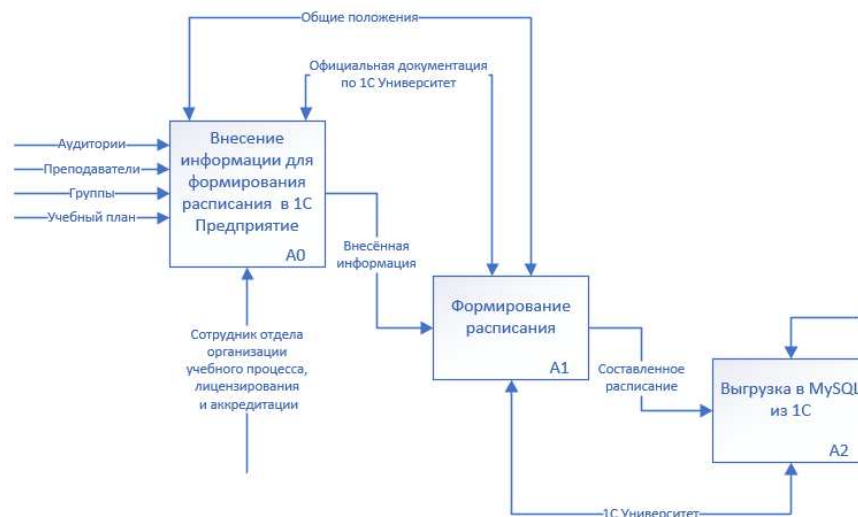 Общие положения
Официальная документация
по 1С Университет
Аудитории
Преподаватели
Группы
Учебный план
Внесение
информации для
формирования
расписания в 1С
Предприятие
A0
Внесённая
информация
Сотрудник отдела
организации
учебного процесса,
лицензирования
и аккредитации
Формирование
расписания
A1
Составленное
расписание
Выгрузка в MySQL
из 1С
A2
1С Университет